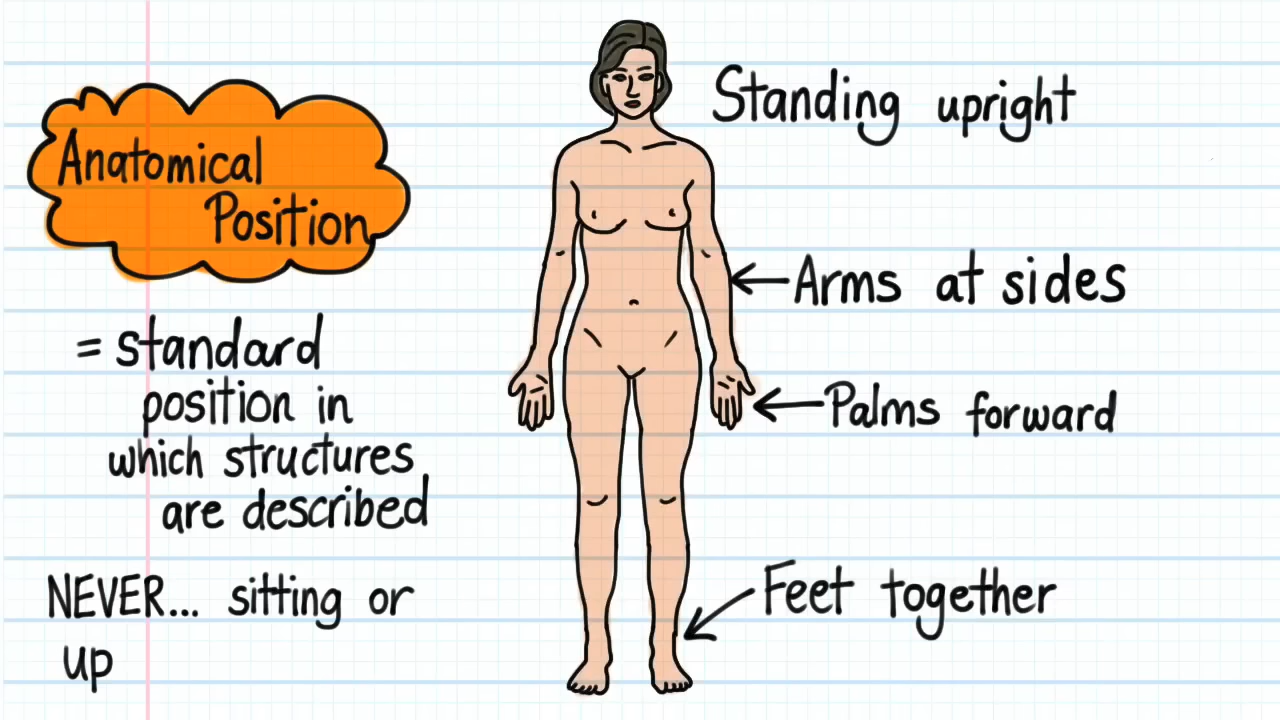 Anatomical
Position
= standard
position in
which structures
are described
NEVER... sitting or
up
Standing upright
Arms at sides
Palms forward
Feet together